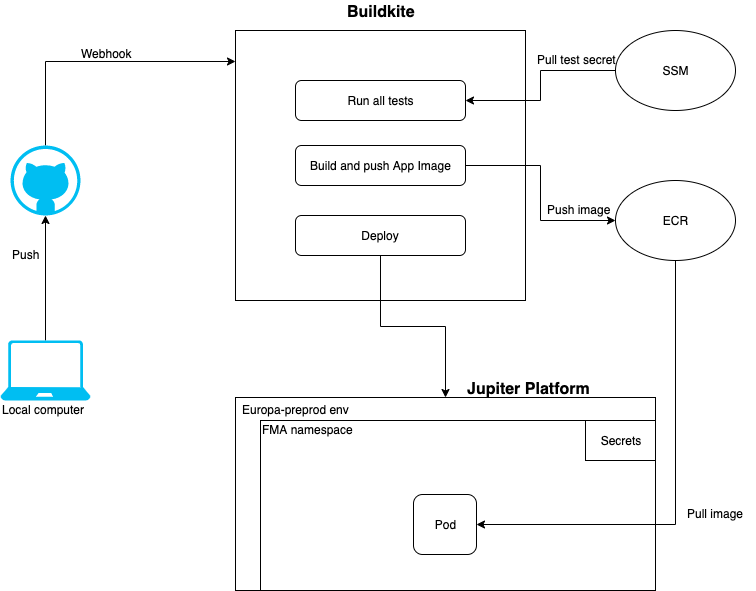 Buildkite
Webhook
Pull test secret
SSM
Run all tests
Build and push App Image
Push image
ECR
Deploy
Push
Local computer
Jupiter Platform
Europa-preprod env
FMA namespace
Secrets
Pod
Pull image